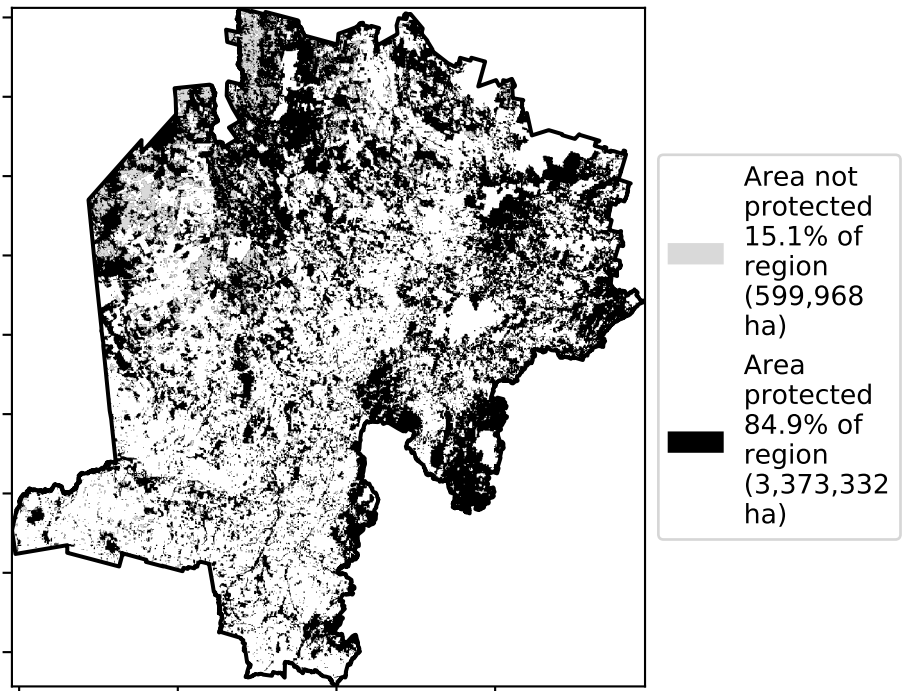 Area not
protected
15.1% of
region
(599,968
ha)
Area
protected
84.9% of
region
(3,373,332
ha)